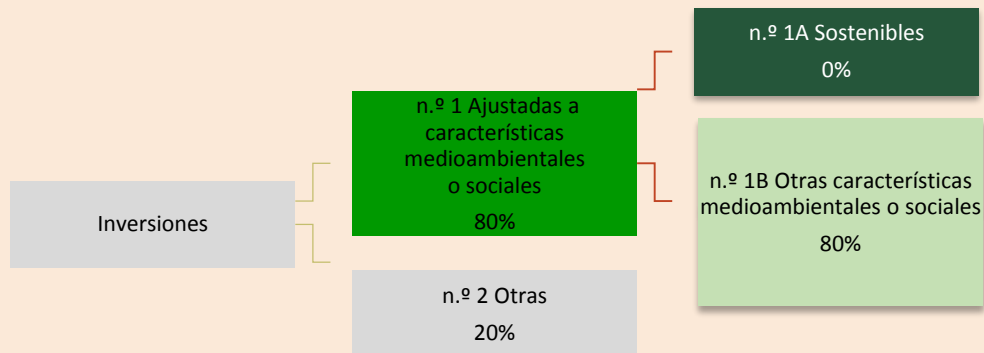 Inversiones
n.º 1 Ajustadas a
características
medioambientales
o sociales
80%
n.º 2 Otras
20%
n.º 1A Sostenibles
0%
n.º 1B Otras características
medioambientales o sociales
80%